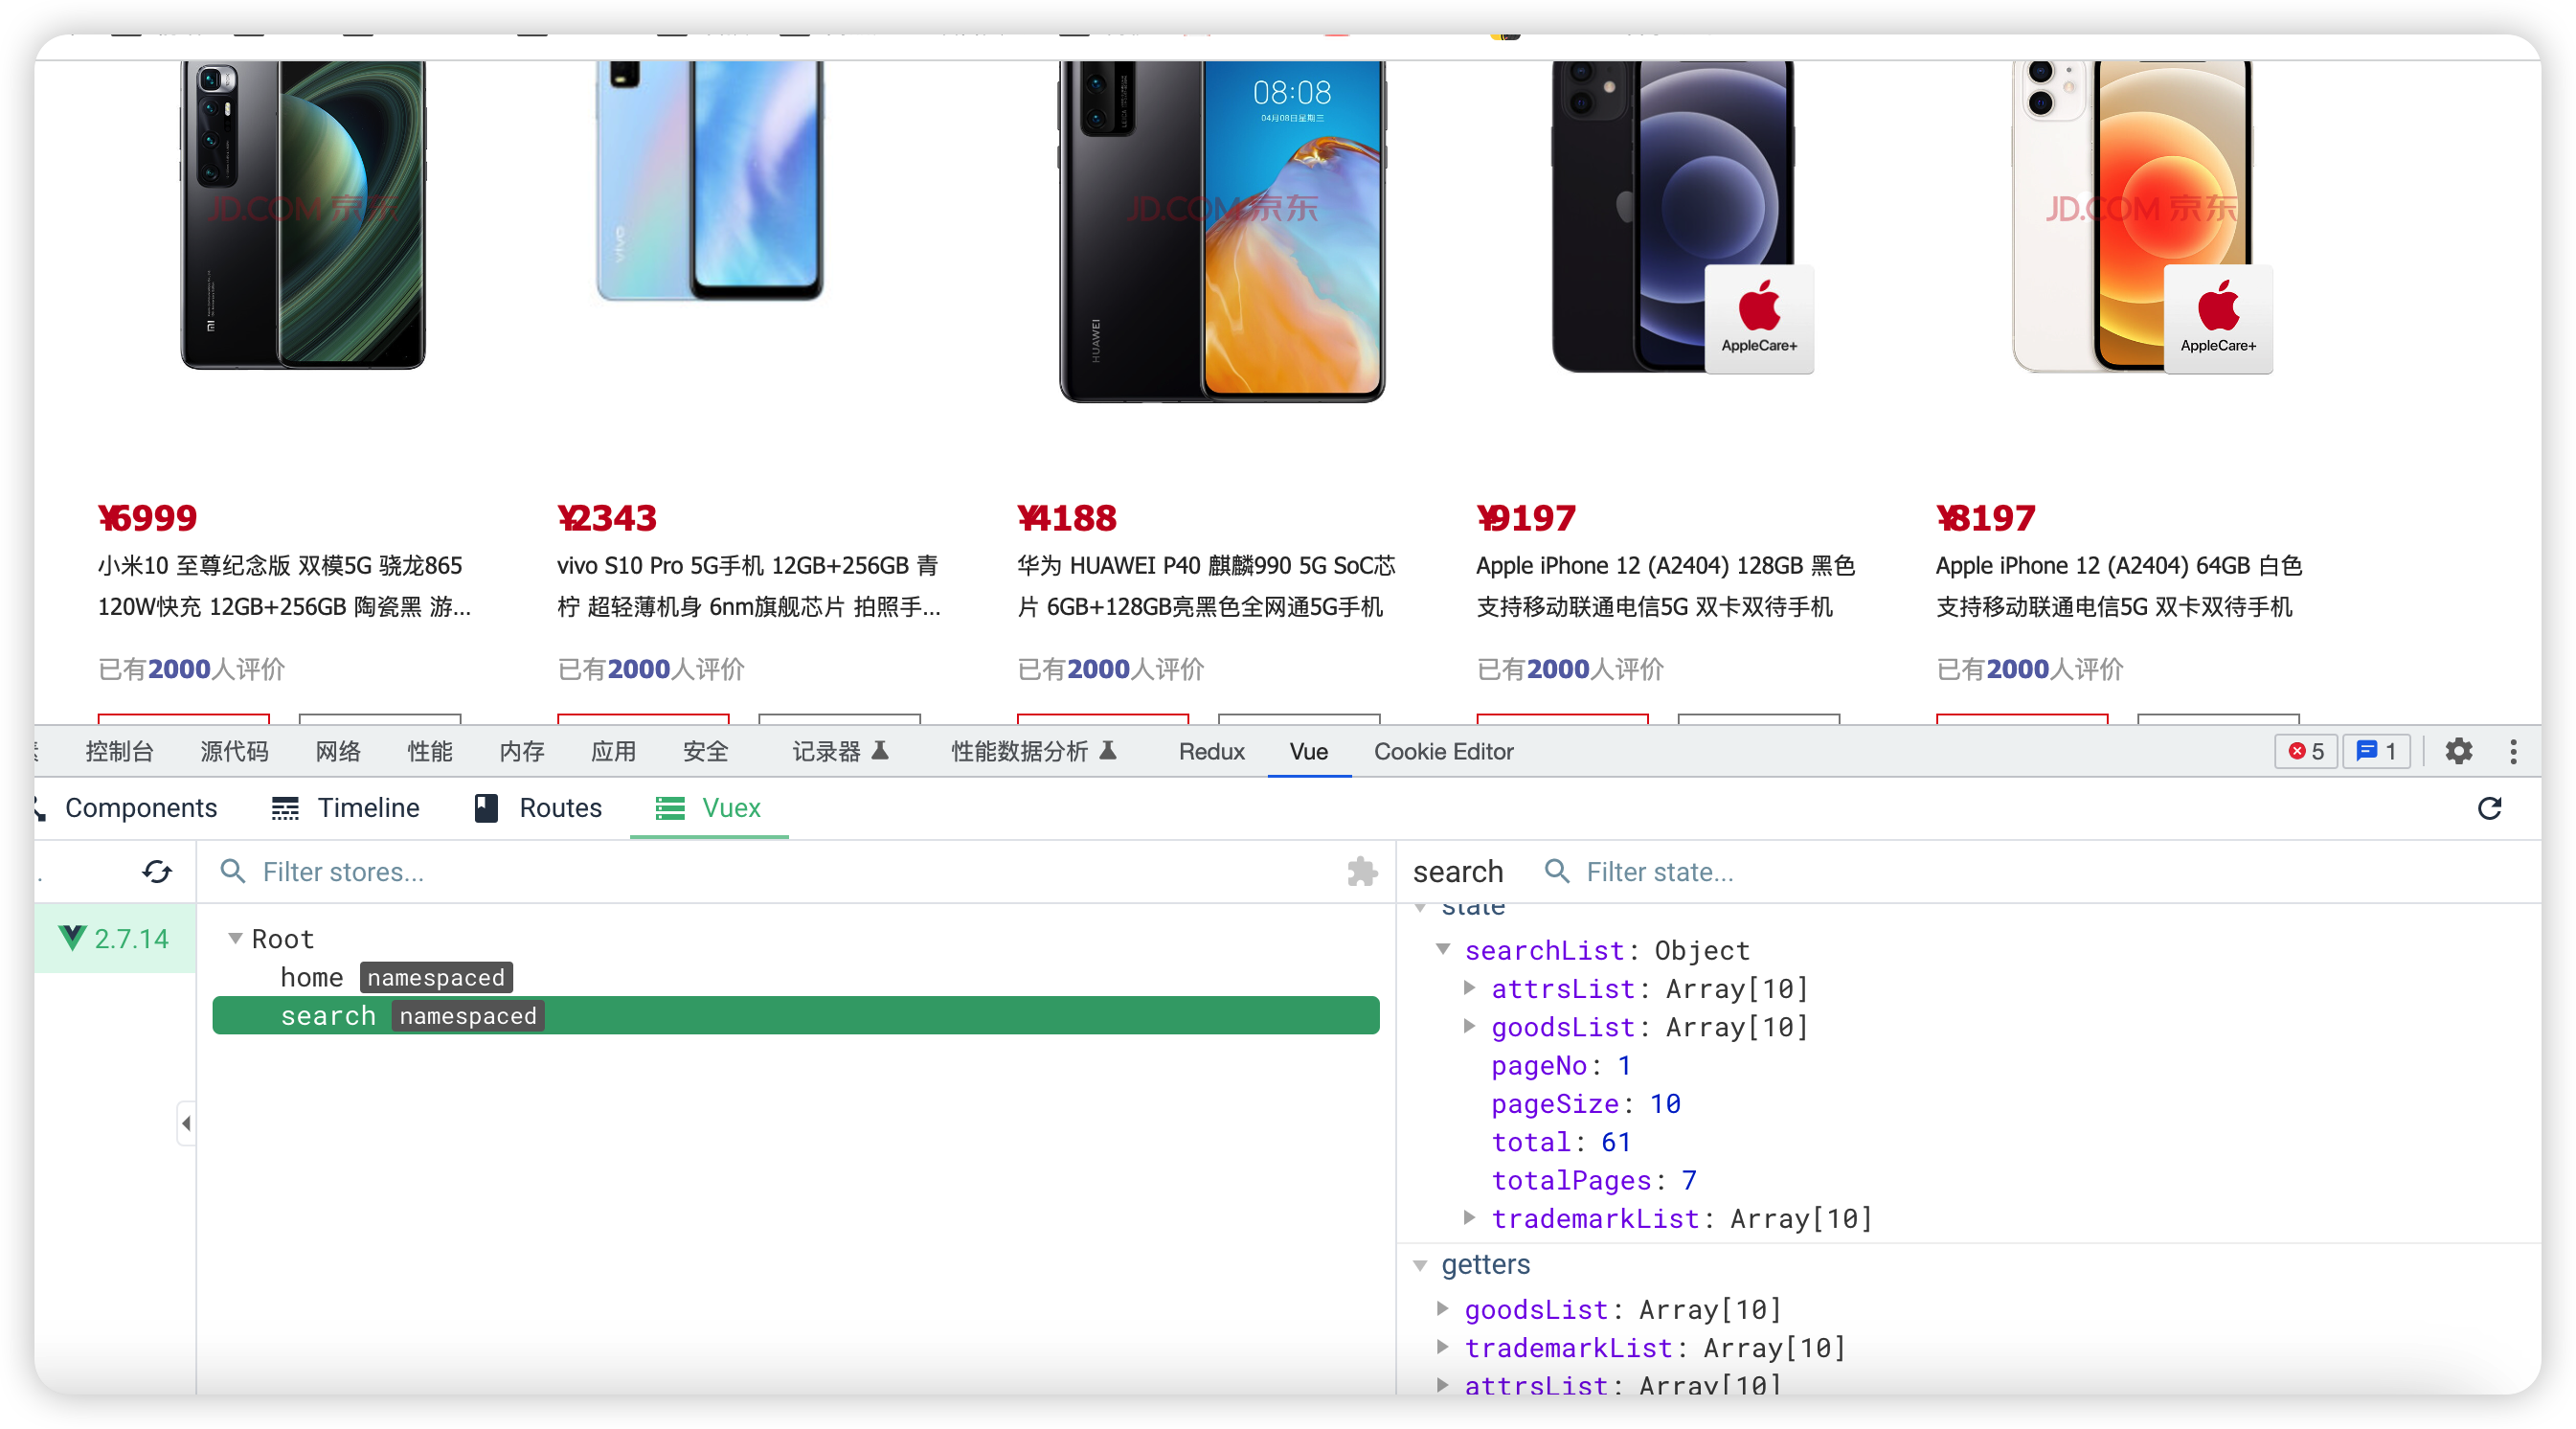 08:08
04月08日星期三
JD.COM 京东
JD.COM 京东
JD.COM 京东
vivo
HUAWEI
AppleCare+
AppleCare+
¥6999
¥2343
¥4188
¥9197
¥8197
小米10 至尊纪念版 双模5G 骁龙865
120W快充 12GB+256GB 陶瓷黑 游...
vivo S10 Pro 5G手机 12GB+256GB 青
柠 超轻薄机身 6nm旗舰芯片 拍照手...
华为 HUAWEI P40 麒麟990 5G SoC芯
片 6GB+128GB亮黑色全网通5G手机
Apple iPhone 12 (A2404) 128GB 黑色
支持移动联通电信5G 双卡双待手机
Apple iPhone 12 (A2404) 64GB 白色
支持移动联通电信5G 双卡双待手机
已有2000人评价
已有2000人评价
已有2000人评价
已有2000人评价
已有2000人评价
控制台 源代码 网络 性能 内存 应用 安全 记录器 性能数据分析 Redux Vue Cookie Editor 5 1
Components Timeline Routes Vuex
Filter stores...
search Filter state...
2.7.14
Root
home namespaced
search namespaced
state
searchList: Object
attrsList: Array[10]
goodsList: Array[10]
pageNo: 1
pageSize: 10
total: 61
totalPages: 7
trademarkList: Array[10]
getters
goodsList: Array[10]
trademarkList: Array[10]
attrsList: Array[10]